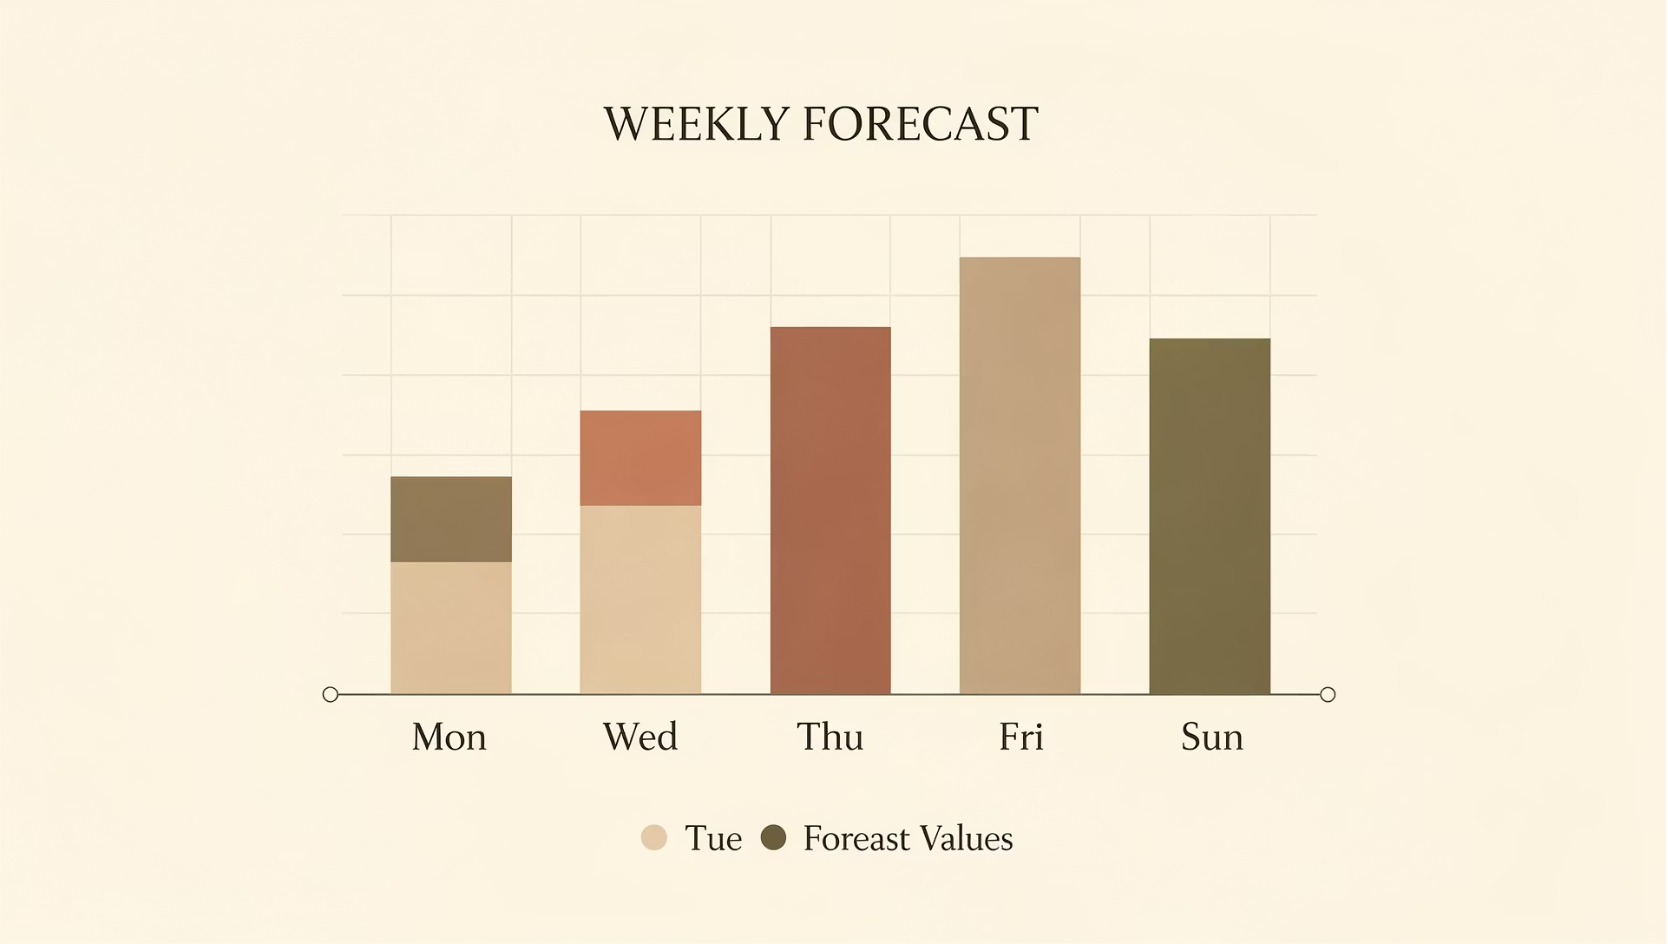 WEEKLY FORECAST
Mon Wed Thu Fri Sun
Tue Foreast Values